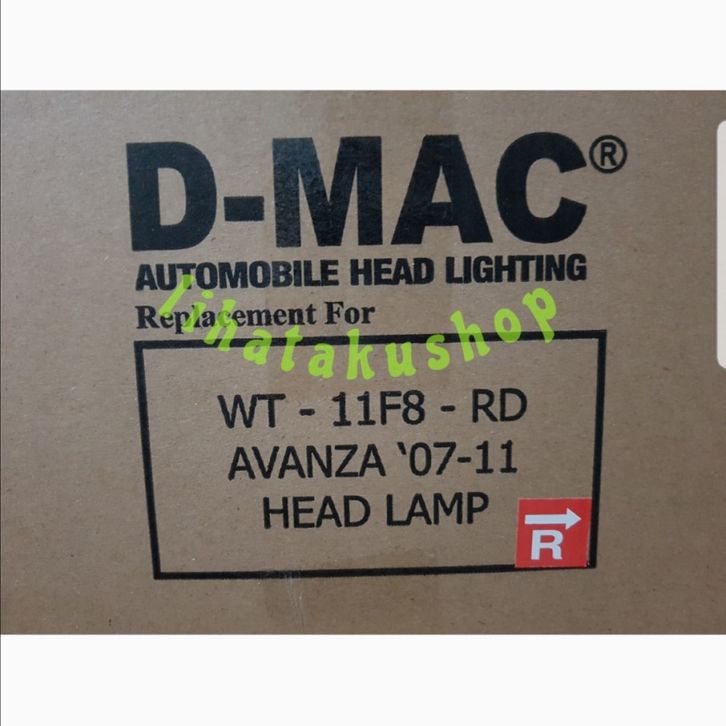 D-MAC®
AUTOMOBILE HEAD LIGHTING
Replacement For
lihatakushop
WT - 11F8 - RD
AVANZA '07-11
HEAD LAMP
R